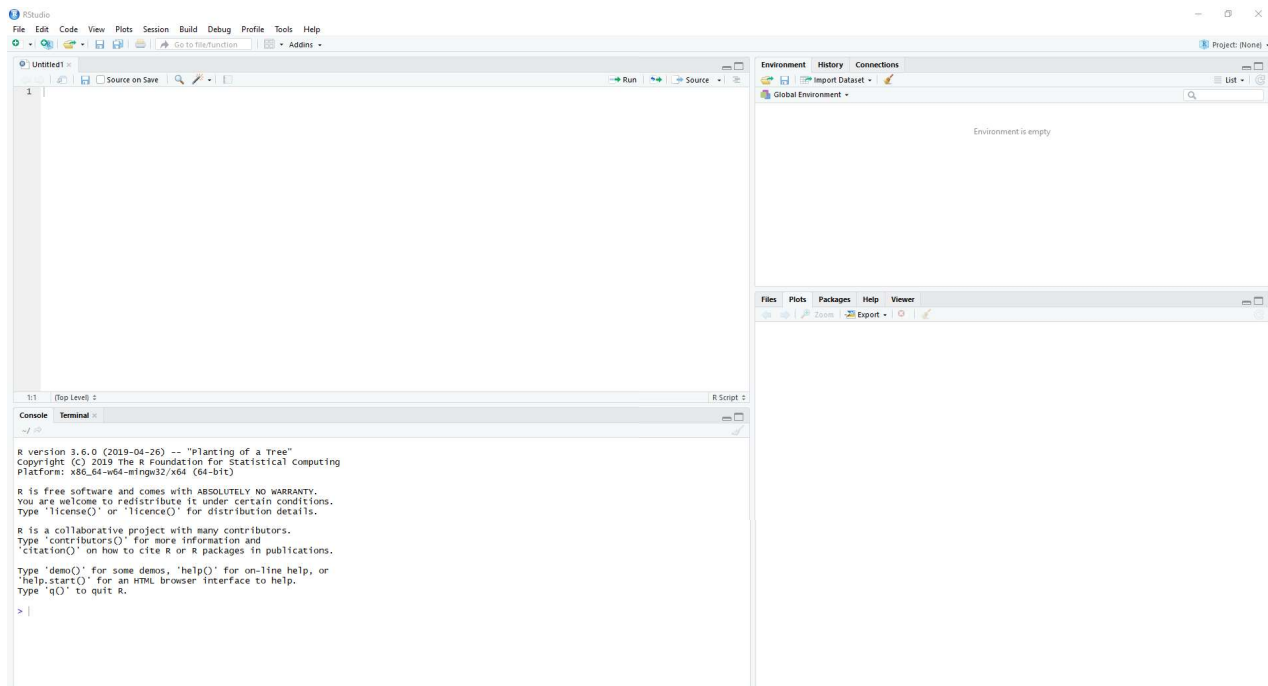 RStudio
File Edit Code View Plots Session Build Debug Profile Tools Help
Go to file/function Addins
Project: (None)
Untitled1
Source on Save Run Source
1
1:1 (Top Level) R Script
Console Terminal
~/
R version 3.6.0 (2019-04-26) -- "Planting of a Tree"
Copyright (C) 2019 The R Foundation for Statistical Computing
Platform: x86_64-w64-mingw32/x64 (64-bit)
R is free software and comes with ABSOLUTELY NO WARRANTY.
You are welcome to redistribute it under certain conditions.
Type 'license()' or 'licence()' for distribution details.
R is a collaborative project with many contributors.
Type 'contributors()' for more information and
'citation()' on how to cite R or R packages in publications.
Type 'demo()' for some demos, 'help()' for on-line help, or
'help.start()' for an HTML browser interface to help.
Type 'q()' to quit R.
>
Environment History Connections
Import Dataset List
Global Environment
Environment is empty
Files Plots Packages Help Viewer
Zoom Export